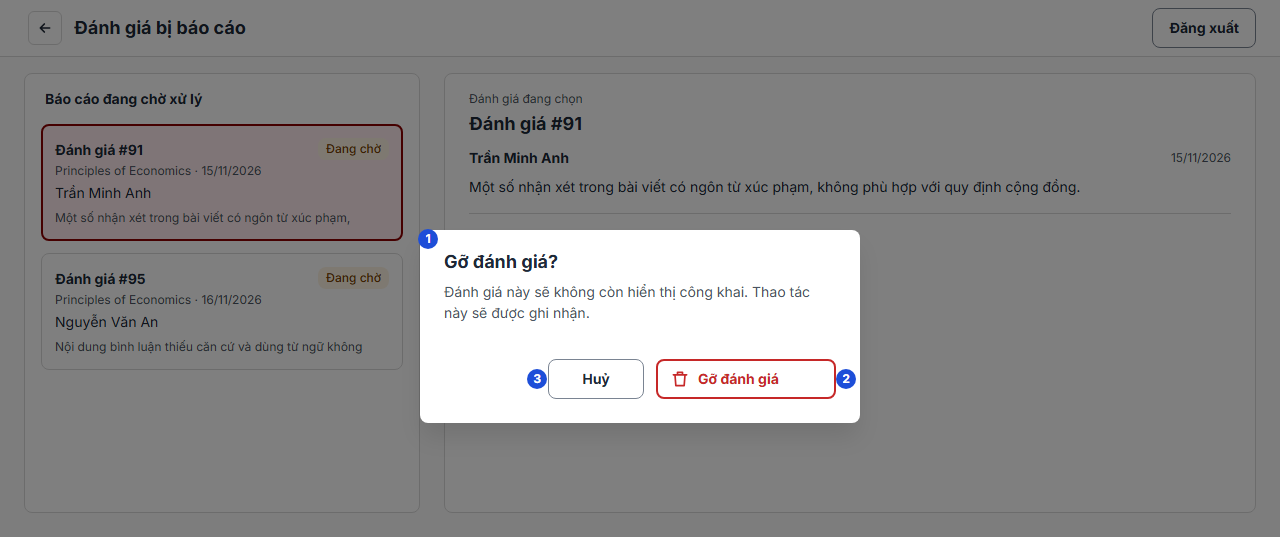 Đánh giá bị báo cáo
Đăng xuất
Báo cáo đang chờ xử lý
Đánh giá #91
Đang chờ
Principles of Economics · 15/11/2026
Trần Minh Anh
Một số nhận xét trong bài viết có ngôn từ xúc phạm,
Đánh giá #95
Đang chờ
Principles of Economics · 16/11/2026
Nguyễn Văn An
Nội dung bình luận thiếu căn cứ và dùng từ ngữ không
Đánh giá đang chọn
Đánh giá #91
Trần Minh Anh
15/11/2026
Một số nhận xét trong bài viết có ngôn từ xúc phạm, không phù hợp với quy định cộng đồng.
1
Gỡ đánh giá?
Đánh giá này sẽ không còn hiển thị công khai. Thao tác
này sẽ được ghi nhận.
3
Huỷ
Gỡ đánh giá
2